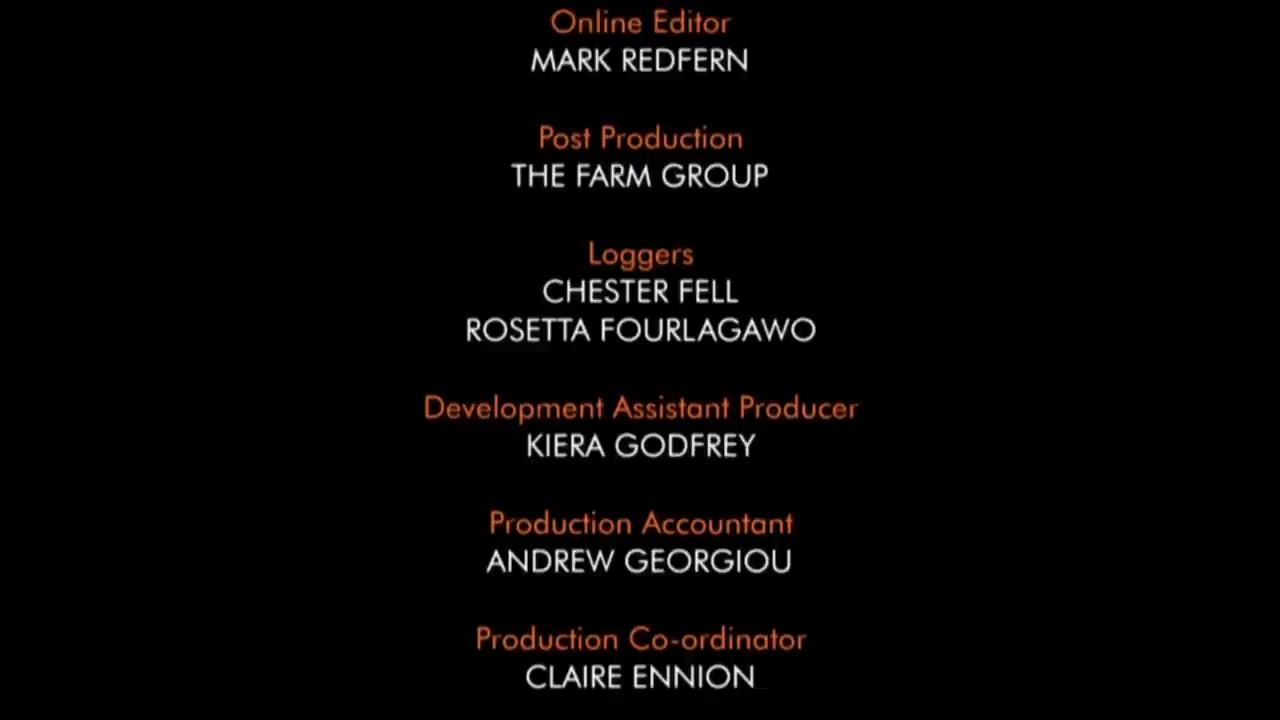 Online Editor
MARK REDFERN
Post Production
THE FARM GROUP
Loggers
CHESTER FELL
ROSETTA FOURLAGAWO
Development Assistant Producer
KIERA GODFREY
Production Accountant
ANDREW GEORGIOU
Production Co-ordinator
CLAIRE ENNION